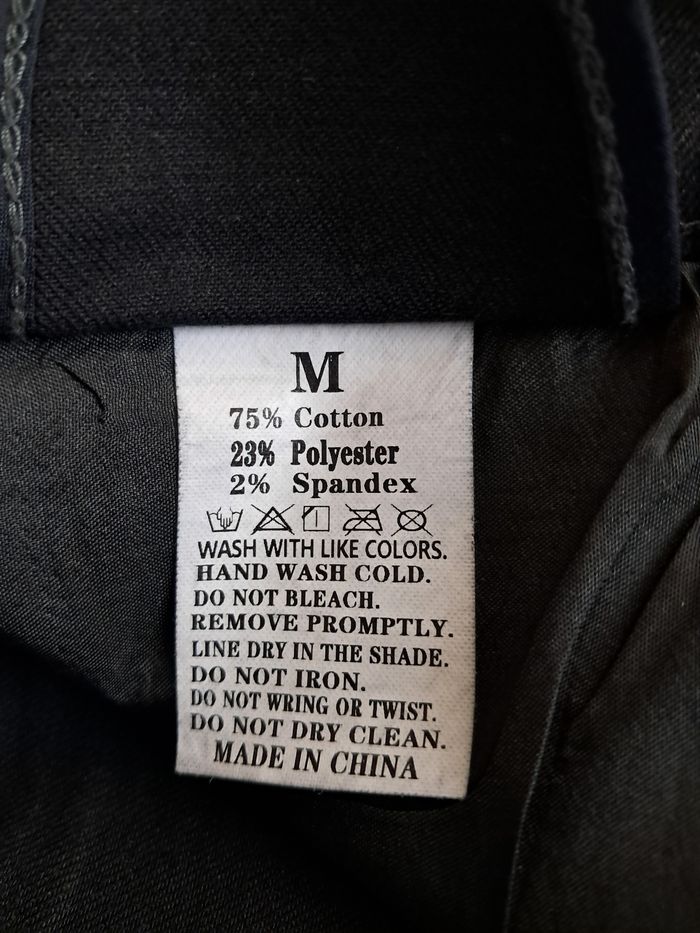 M
75% Cotton
23% Polyester
2% Spandex
WASH WITH LIKE COLORS.
HAND WASH COLD.
DO NOT BLEACH.
REMOVE PROMPTLY.
LINE DRY IN THE SHADE.
DO NOT IRON.
DO NOT WRING OR TWIST.
DO NOT DRY CLEAN.
MADE IN CHINA